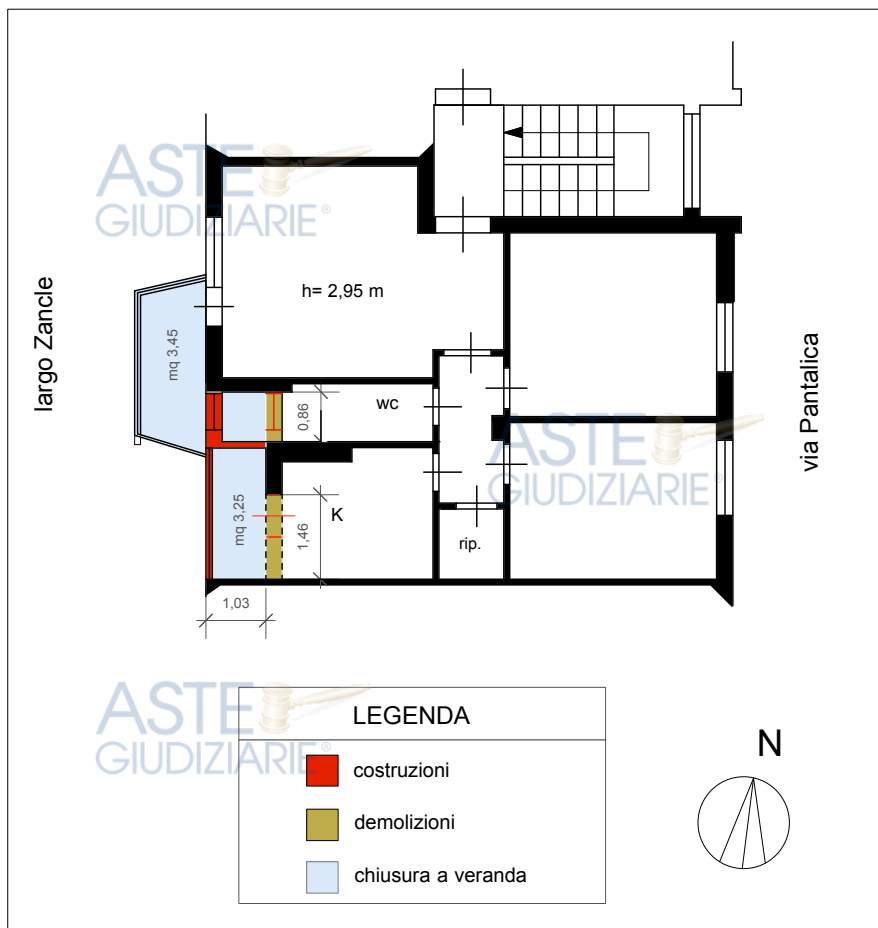 ASTE
GIUDIZIARIE®
h= 2,95 m
largo Zancle
mq 3,45
wc
0,86
ASTE
GIUDIZIARIE®
via Pantalica
mq 3,25
K
1,46
rip.
1,03
ASTE
GIUDIZIARIE®
LEGENDA
costruzioni
demolizioni
chiusura a veranda
N